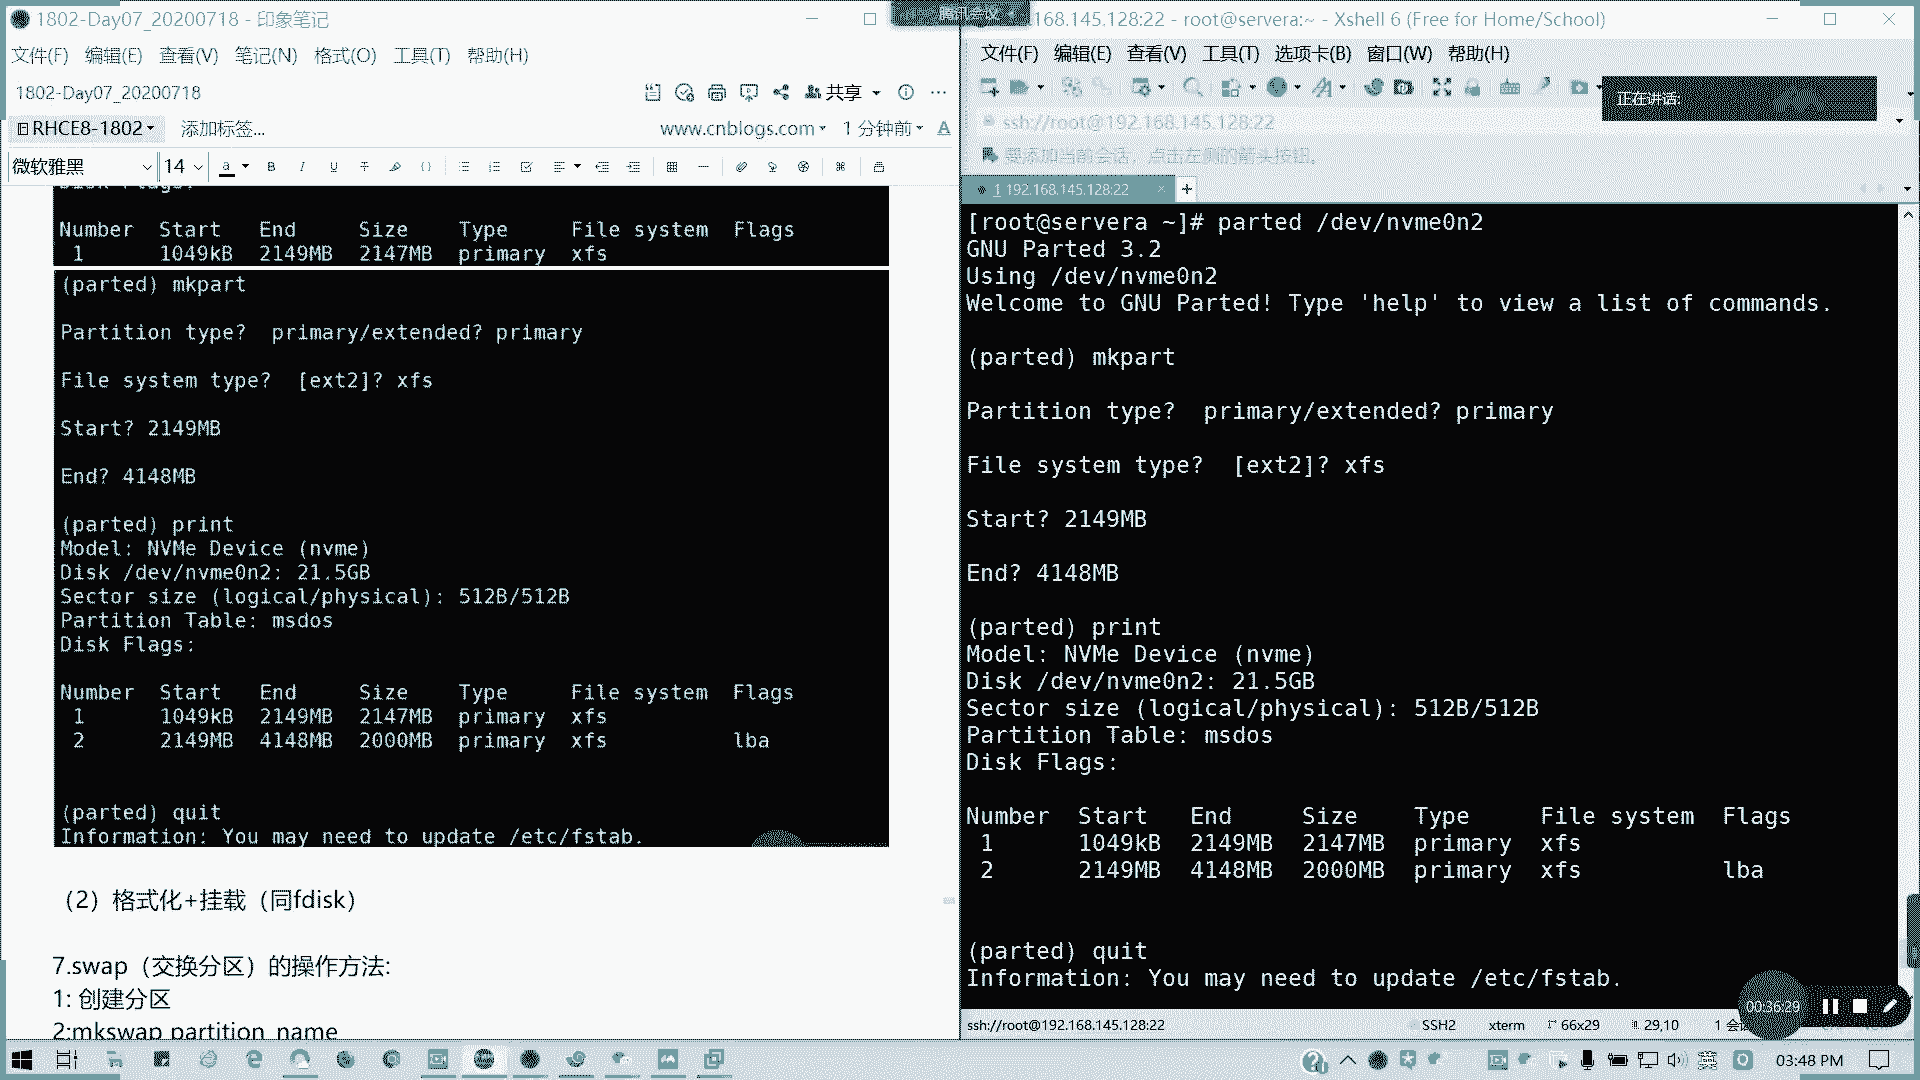 1802-Day07_20200718 - 印象笔记
文件(F) 编辑(E) 查看(V) 笔记(N) 格式(O) 工具(T) 帮助(H)
1802-Day07_20200718
共享
RHCE8-1802
添加标签...
www.cnblogs.com
1 分钟前
微软雅黑
14
Number Start End Size Type File system Flags
1 1049kB 2149MB 2147MB primary xfs
(parted) mkpart
Partition type? primary/extended? primary
File system type? [ext2]? xfs
Start? 2149MB
End? 4148MB
(parted) print
Model: NVMe Device (nvme)
Disk /dev/nvme0n2: 21.5GB
Sector size (logical/physical): 512B/512B
Partition Table: msdos
Disk Flags:
Number Start End Size Type File system Flags
1 1049kB 2149MB 2147MB primary xfs
2 2149MB 4148MB 2000MB primary xfs lba
(parted) quit
Information: You may need to update /etc/fstab.
（2）格式化+挂载（同fdisk）
7.swap（交换分区）的操作方法:
1: 创建分区
2:mkswap partition_name
腾讯会议
168.145.128:22 - root@servera:~ - Xshell 6 (Free for Home/School)
文件(F) 编辑(E) 查看(V) 工具(T) 选项卡(B) 窗口(W) 帮助(H)
正在讲话:
ssh://root@192.168.145.128:22
要添加当前会话，点击左侧的箭头按钮。
1 192.168.145.128:22
[root@servera ~]# parted /dev/nvme0n2
GNU Parted 3.2
Using /dev/nvme0n2
Welcome to GNU Parted! Type 'help' to view a list of commands.
(parted) mkpart
Partition type? primary/extended? primary
File system type? [ext2]? xfs
Start? 2149MB
End? 4148MB
(parted) print
Model: NVMe Device (nvme)
Disk /dev/nvme0n2: 21.5GB
Sector size (logical/physical): 512B/512B
Partition Table: msdos
Disk Flags:
Number Start End Size Type File system Flags
1 1049kB 2149MB 2147MB primary xfs
2 2149MB 4148MB 2000MB primary xfs lba
(parted) quit
Information: You may need to update /etc/fstab.
00:36:29
ssh://root@192.168.145.128:22
SSH2
xterm
66x29
29,10
1 会
英
03:48 PM